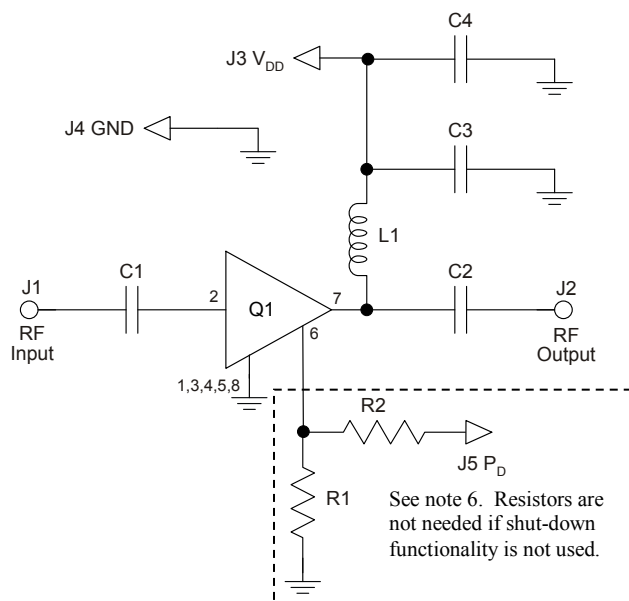 C4
J3 V_DD
J4 GND
C3
L1
J1
C1
2
Q1
7
C2
J2
RF
Input
6
RF
Output
1,3,4,5,8
R2
J5 P_D
R1
See note 6. Resistors are
not needed if shut-down
functionality is not used.